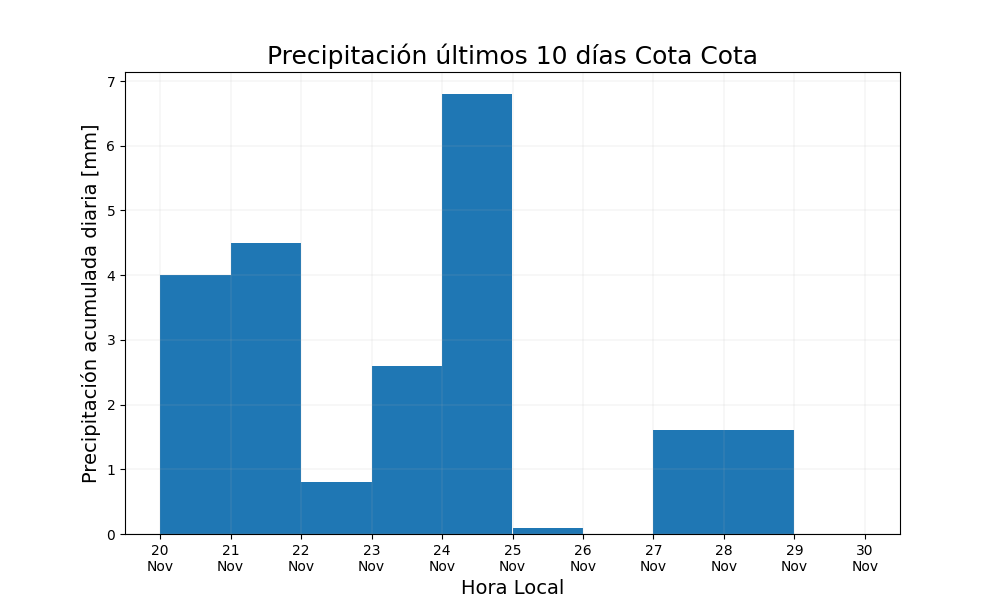 Precipitación últimos 10 días Cota Cota
Precipitación acumulada diaria [mm]
7
6
5
4
3
2
1
0
20 21 22 23 24 25 26 27 28 29 30
Nov Nov Nov Nov Nov Nov Nov Nov Nov Nov Nov
Hora Local